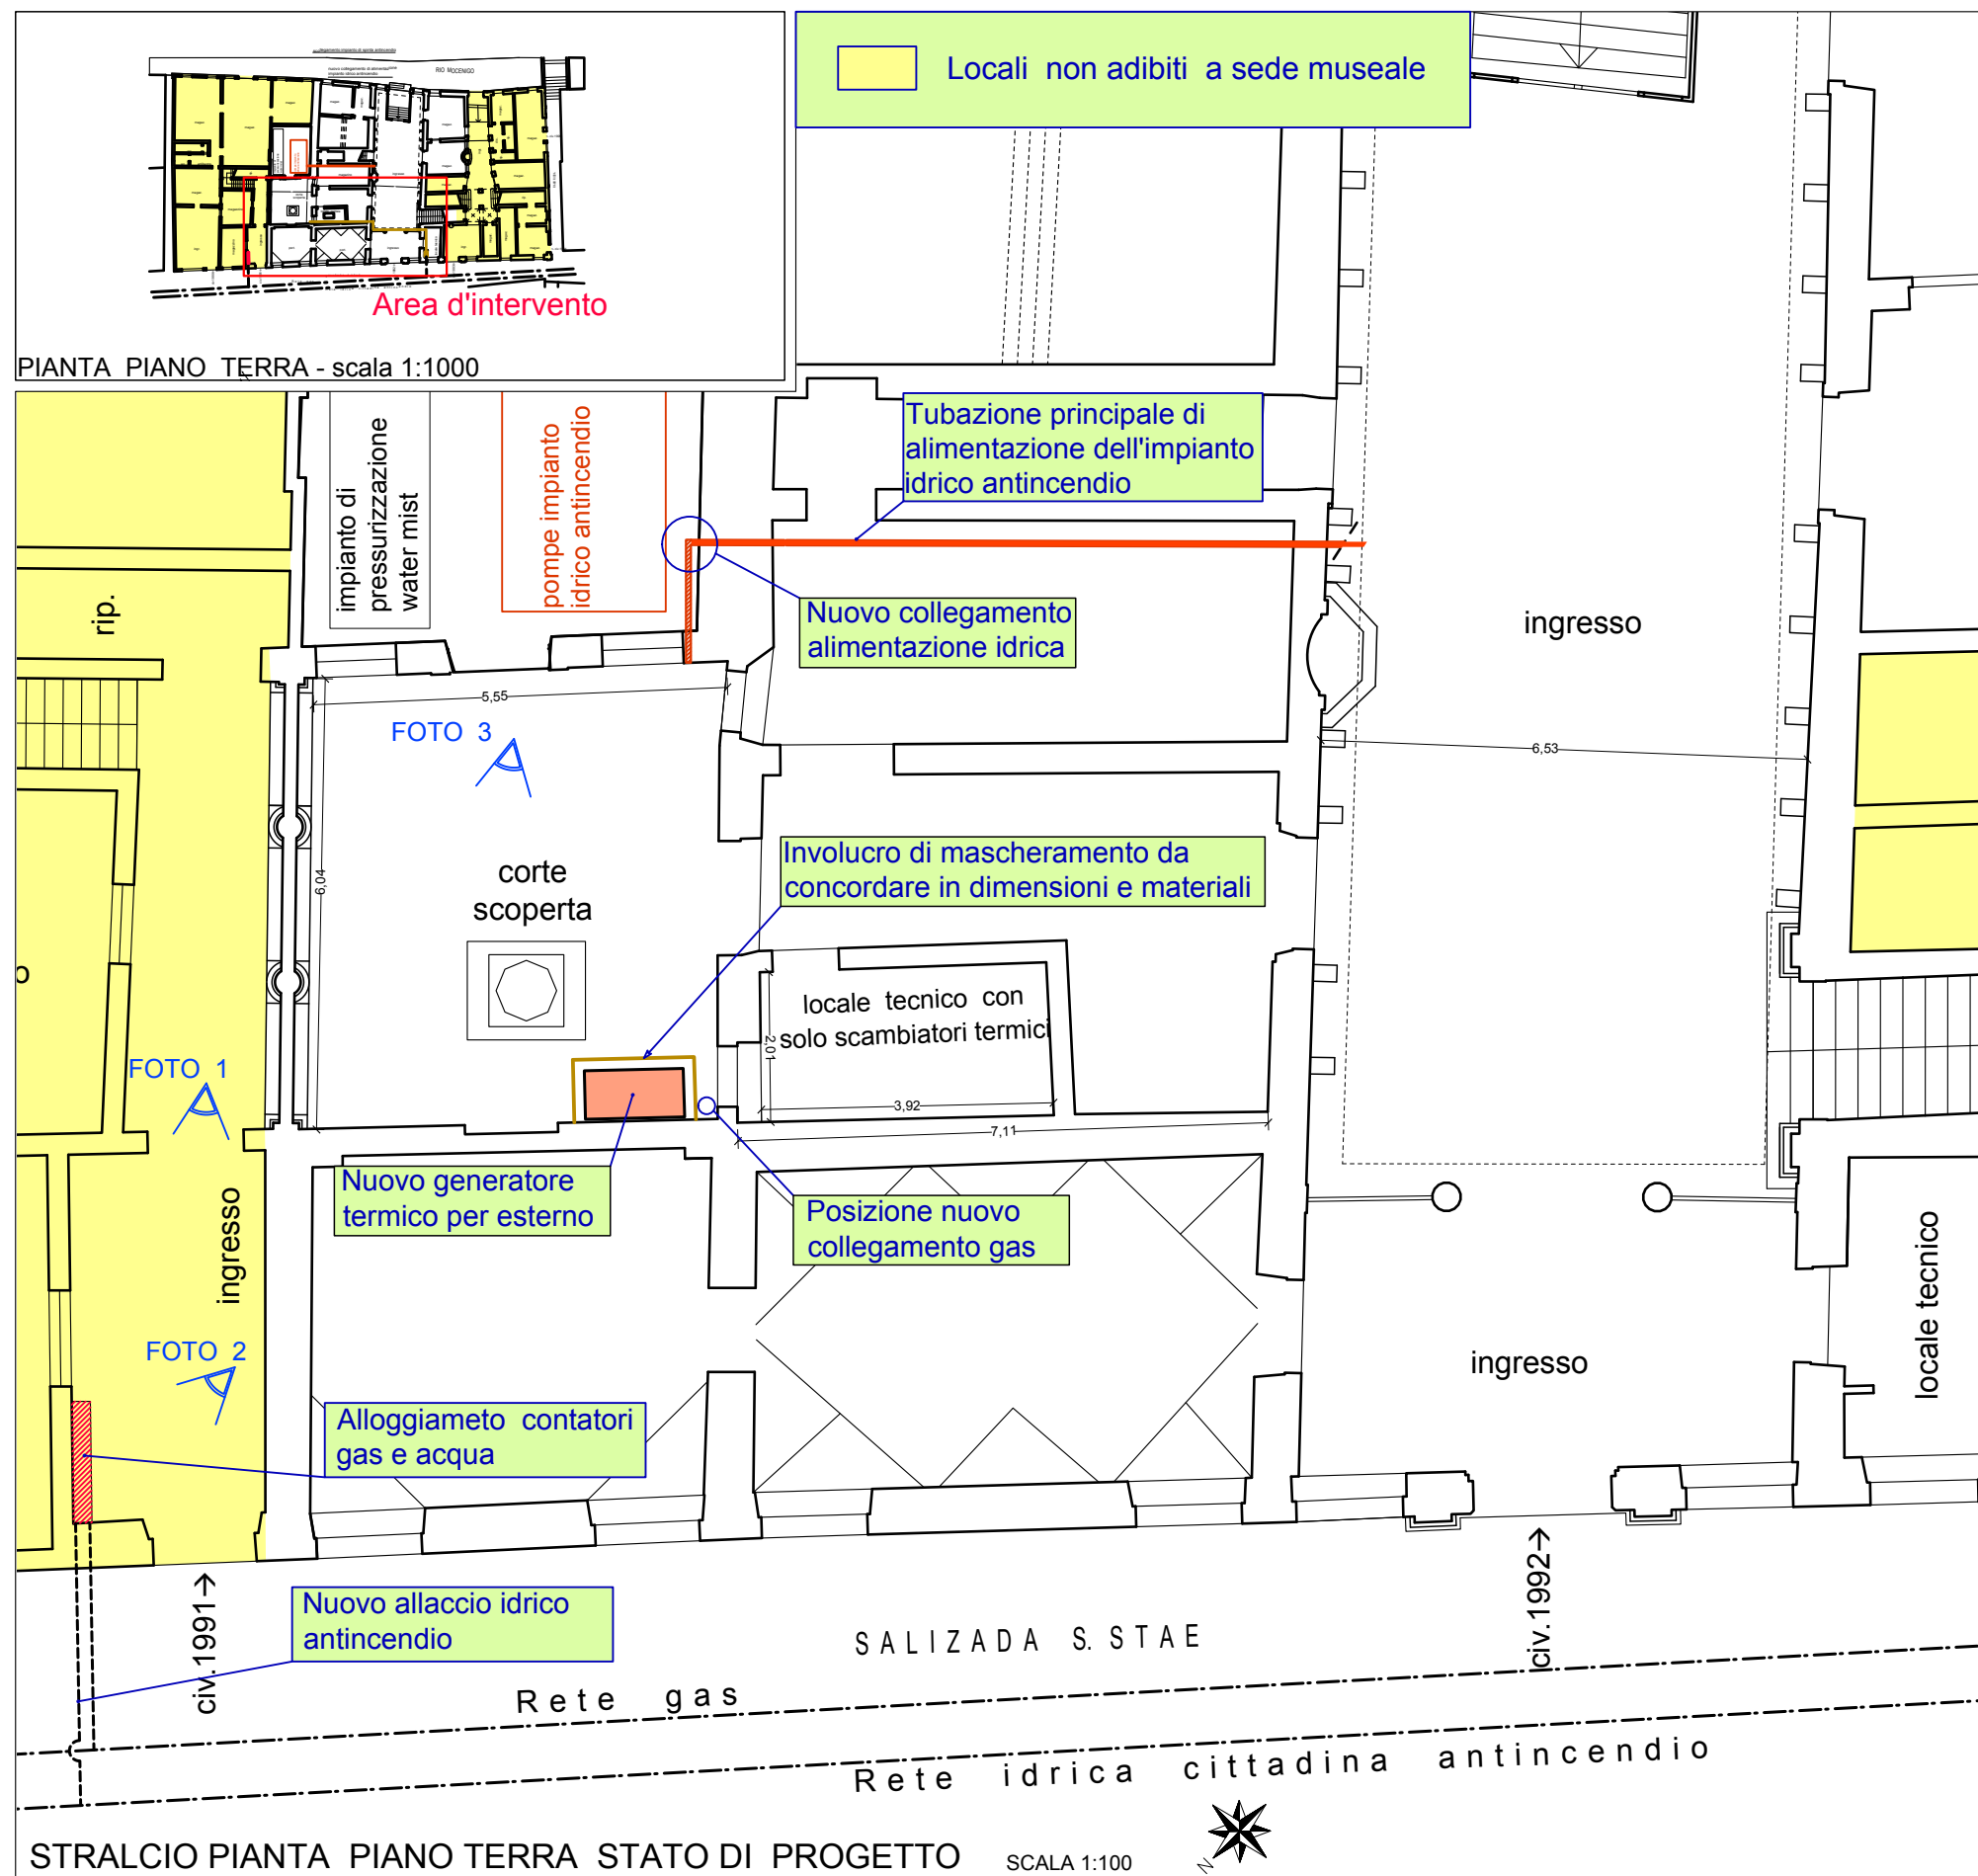 RIO MOCENIGO
Area d'intervento
PIANTA PIANO TERRA - scala 1:1000
Locali non adibiti a sede museale
impianto di
pressurizzazione
water mist
pompe impianto
idrico antincendio
Tubazione principale di
alimentazione dell'impianto
idrico antincendio
Nuovo collegamento
alimentazione idrica
rip.
ingresso
5,55
FOTO 3
6,53
6,04
corte
scoperta
Involucro di mascheramento da
concordare in dimensioni e materiali
o
locale tecnico con
solo scambiatori termici
2,01
3,92
7,11
FOTO 1
Nuovo generatore
termico per esterno
Posizione nuovo
collegamento gas
ingresso
locale tecnico
FOTO 2
ingresso
Alloggiameto contatori
gas e acqua
Nuovo allaccio idrico
antincendio
civ.1991→
civ.1992→
SALIZADA S. STAE
Rete gas
Rete idrica cittadina antincendio
STRALCIO PIANTA PIANO TERRA STATO DI PROGETTO SCALA 1:100
N